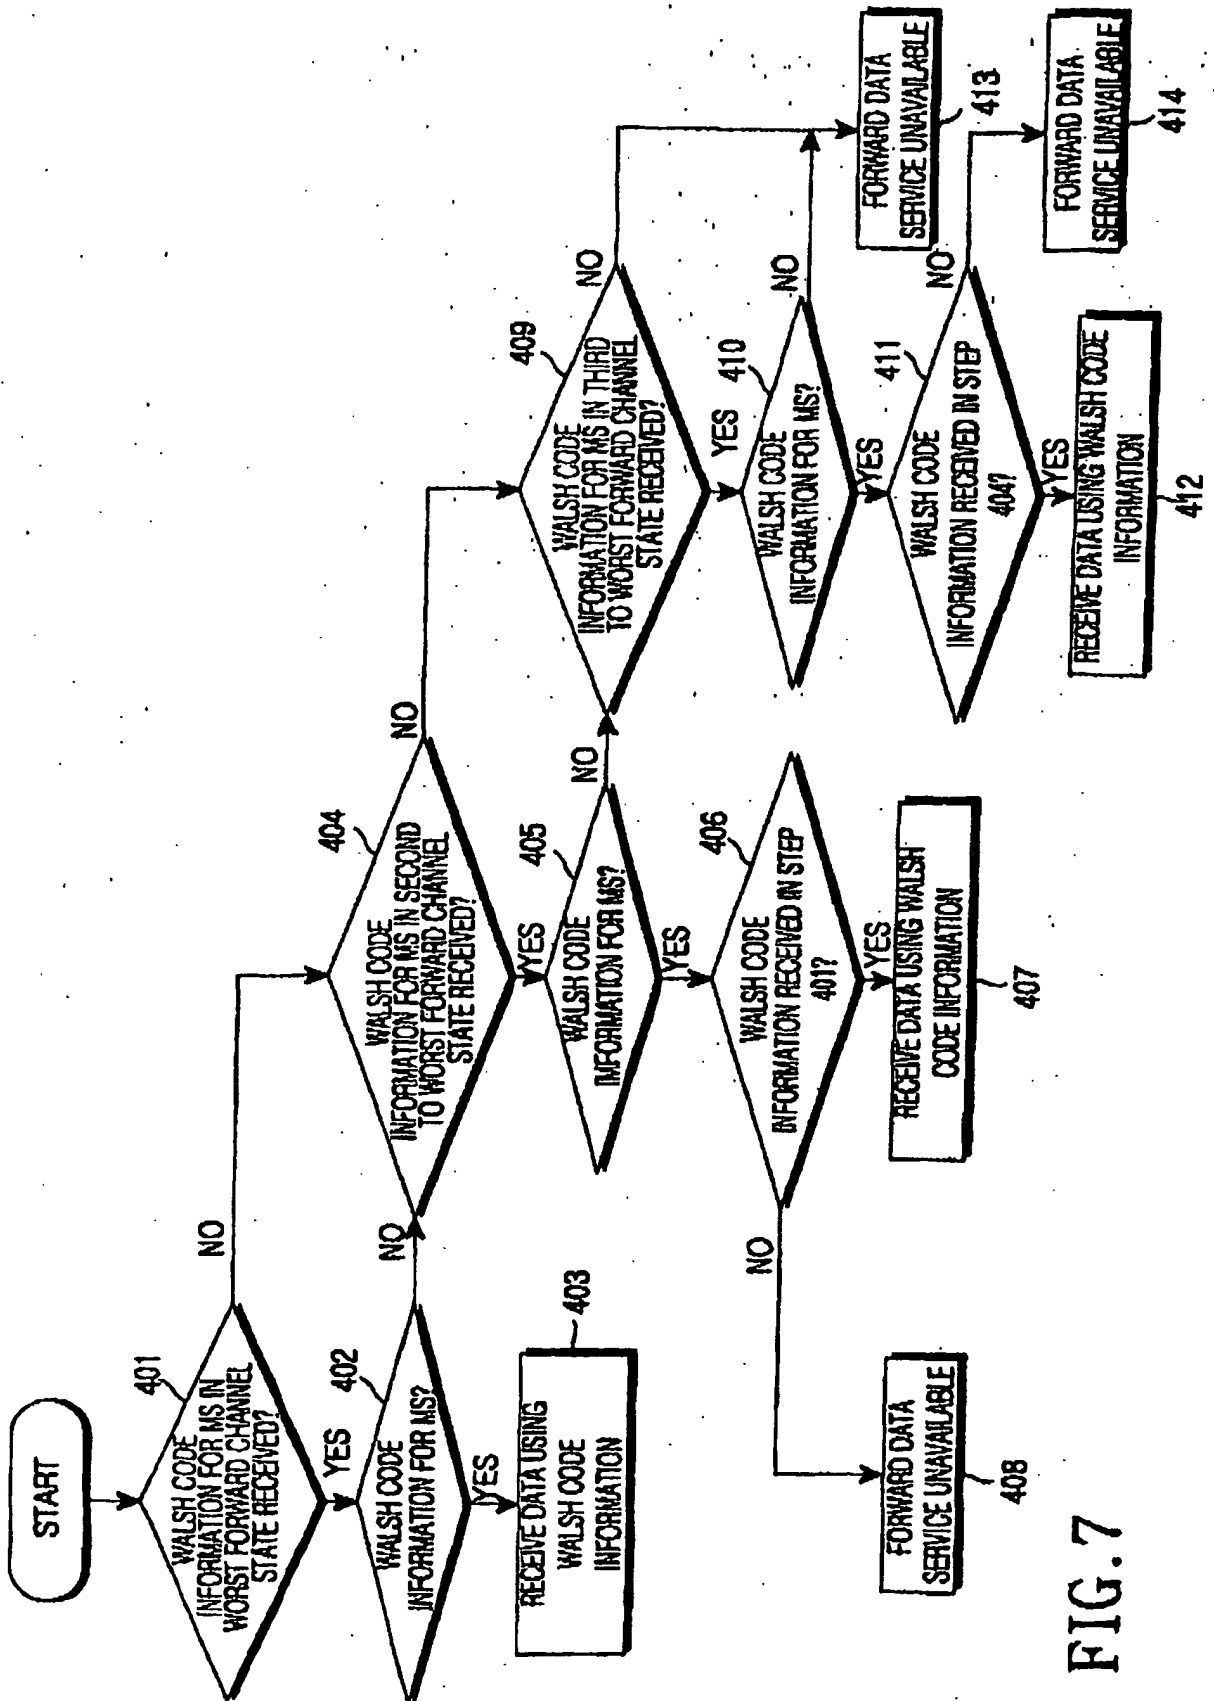 START
401
WALSH CODE
INFORMATION FOR MS IN
WORST FORWARD CHANNEL
STATE RECEIVED?
NO
YES
402
WALSH CODE
INFORMATION FOR MS?
NO
YES
403
RECEIVE DATA USING
WALSH CODE
INFORMATION
404
WALSH CODE
INFORMATION FOR MS IN SECOND
TO WORST FORWARD CHANNEL
STATE RECEIVED?
NO
YES
405
WALSH CODE
IMFORMATION FOR MS?
NO
YES
406
WALSH CODE
INFORMATION RECEIVED IN STEP
401?
NO
YES
RECEIVE DATA USING WALSH
CODE INFORMATION
407
FORWARD DATA
SERVICE UNAVAILABLE
408
409
WALSH CODE
INFORMATION FOR MS IN THIRD
TO WORST FORWARD CHANNEL
STATE RECEIVED?
NO
YES
410
WALSH CODE
INFORMATION FOR MS?
NO
YES
411
WALSH CODE
INFORMATION RECEIVED IN STEP
404?
NO
YES
RECEIVE DATA USING WALSH CODE
INFORMATION
412
FORWARD DATA
SERVICE UNAVAILABLE
413
FORWARD DATA
SERVICE UNAVAILABLE
414
FIG.7